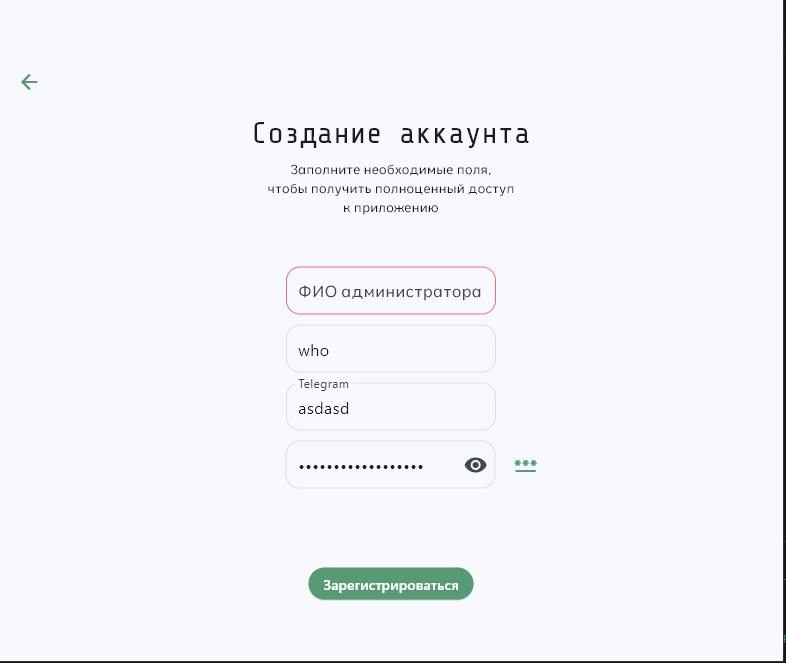 Создание аккаунта
Заполните необходимые поля,
чтобы получить полноценный доступ
к приложению
ФИО администратора
who
Telegram
asdasd
••••••••••••••••••
***
Зарегистрироваться